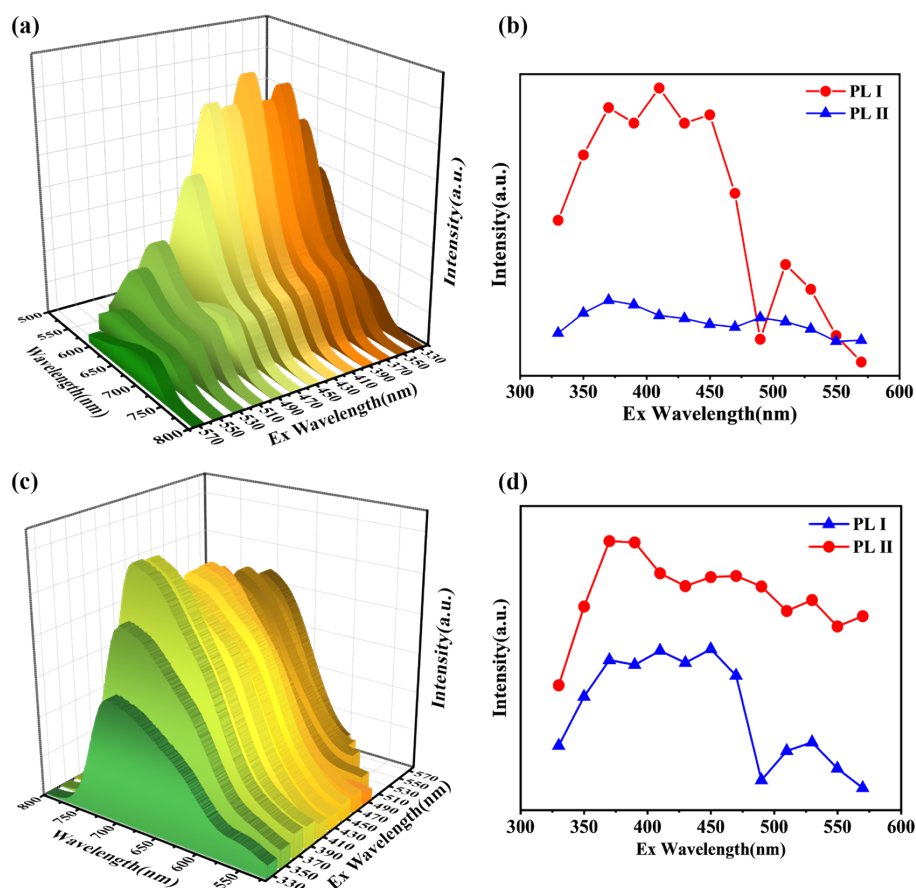 (a)
Intensity(a.u.)
500
550
600
650
700
750
800
Wavelength(nm)
570
550
530
510
490
470
450
430
410
390
370
350
330
Ex Wavelength(nm)
(b)
PL I
PL II
Intensity(a.u.)
300 350 400 450 500 550 600
Ex Wavelength(nm)
(c)
Intensity(a.u.)
800
750
700
650
600
550
Wavelength(nm)
330
350
370
390
410
430
450
470
490
510
530
550
570
Ex Wavelength(nm)
(d)
PL I
PL II
Intensity(a.u.)
300 350 400 450 500 550 600
Ex Wavelength(nm)